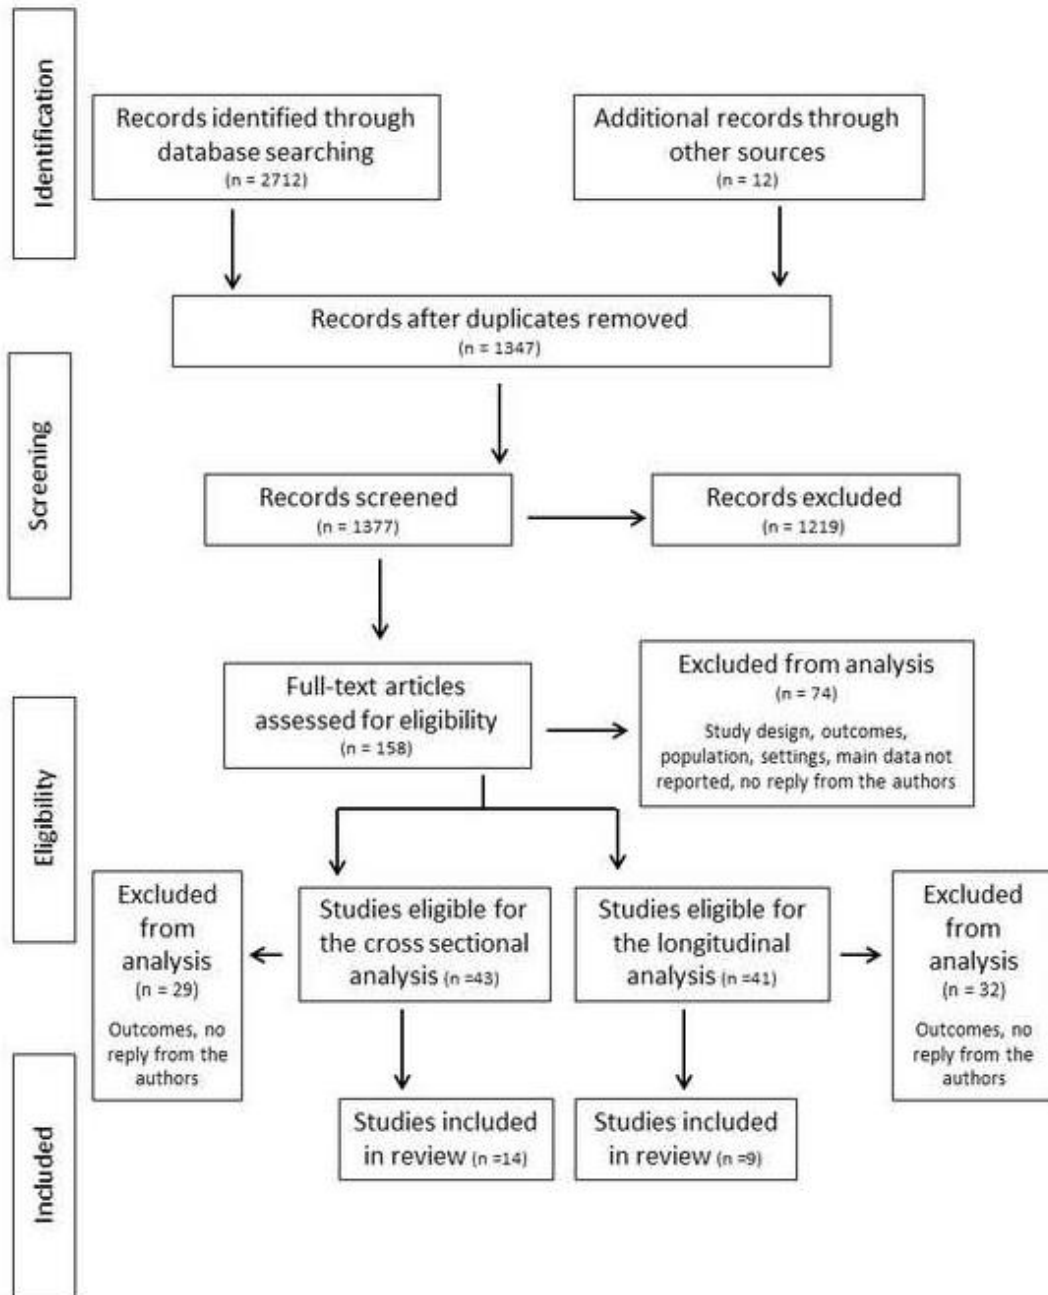 Identification
Records identified through
database searching
(n = 2712)
Additional records through
other sources
(n = 12)
Records after duplicates removed
(n = 1347)
Screening
Records screened
(n = 1377)
Records excluded
(n = 1219)
Full-text articles
assessed for eligibility
(n = 158)
Excluded from analysis
(n = 74)
Study design, outcomes,
population, settings, main data not
reported, no reply from the authors
Eligibility
Excluded
from
analysis
(n = 29)
Outcomes, no
reply from the
authors
Studies eligible for
the cross sectional
analysis (n =43)
Studies eligible for
the longitudinal
analysis (n =41)
Excluded
from
analysis
(n = 32)
Outcomes, no
reply from the
authors
Included
Studies included
in review (n =14)
Studies included
in review (n =9)